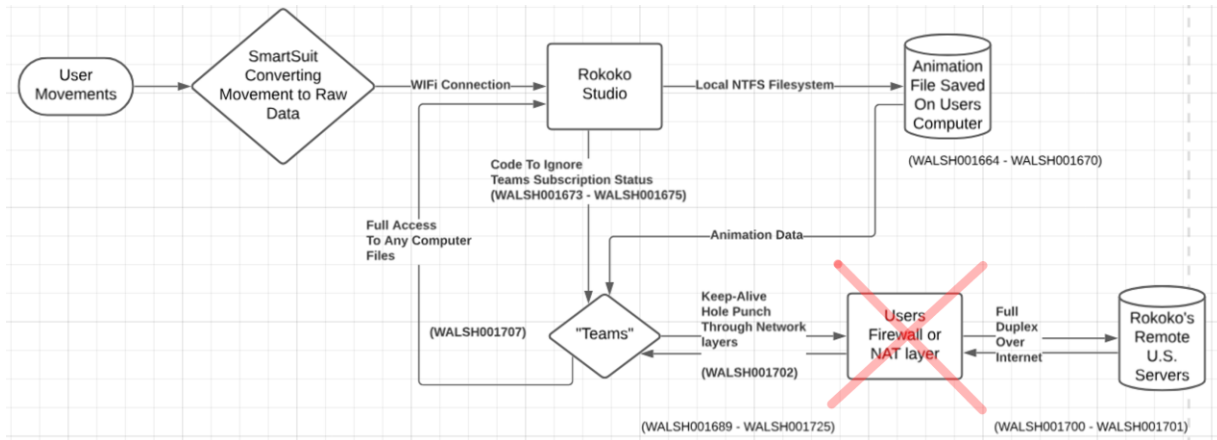 User
Movements
SmartSuit
Converting
Movement to Raw
Data
WIFi Connection
Rokoko
Studio
Local NTFS Filesystem
Animation
File Saved
On Users
Computer
(WALSH001664 - WALSH001670)
Code To Ignore
Teams Subscription Status
(WALSH001673 - WALSH001675)
Full Access
To Any Computer
Files
Animation Data
(WALSH001707)
"Teams"
Keep-Alive
Hole Punch
Through Network
layers
(WALSH001702)
Users
Firewall or
NAT layer
Full
Duplex
Over
Internet
Rokoko's
Remote
U.S.
Servers
(WALSH001689 - WALSH001725)
(WALSH001700 - WALSH001701)